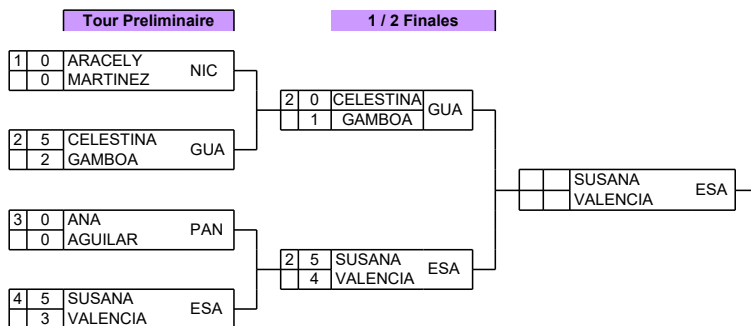 Tour Preliminaire
1 / 2 Finales
1 0 ARACELY NIC
0 MARTINEZ
2 0 CELESTINA GUA
1 GAMBOA
2 5 CELESTINA GUA
2 GAMBOA
SUSANA ESA
VALENCIA
3 0 ANA PAN
0 AGUILAR
2 5 SUSANA ESA
4 VALENCIA
4 5 SUSANA ESA
3 VALENCIA